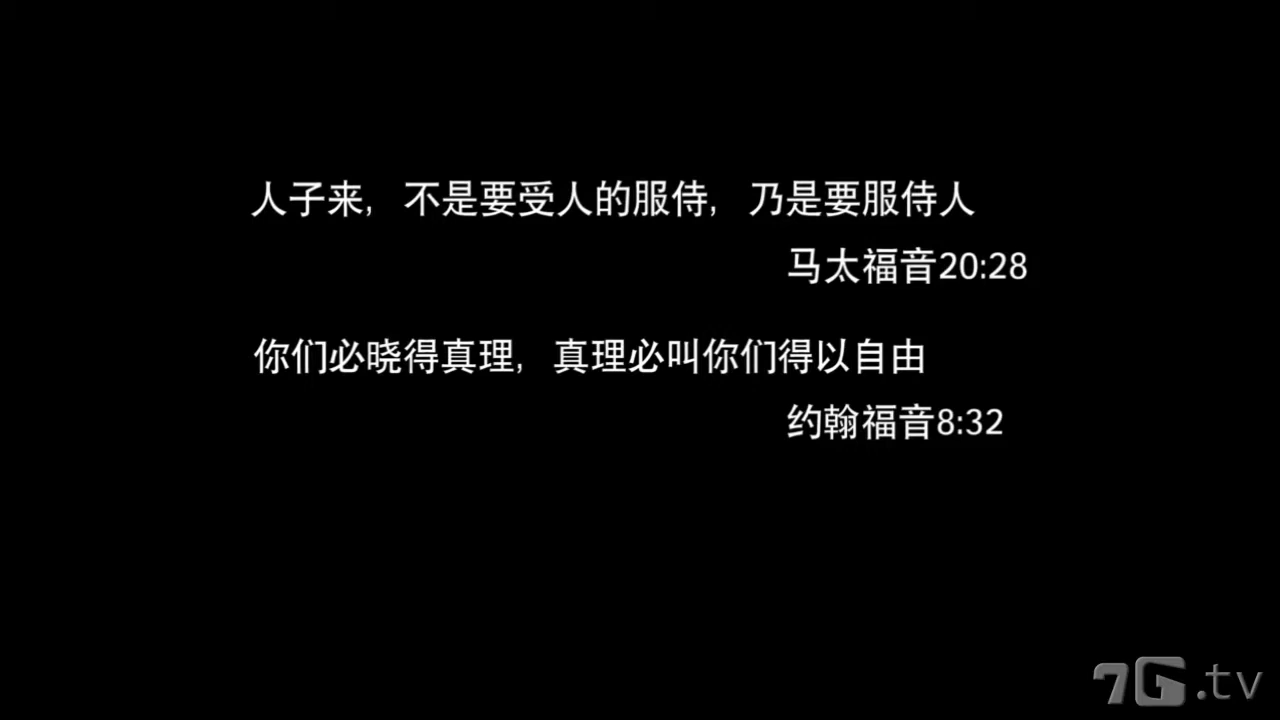 人子来，不是要受人的服侍，乃是要服侍人
马太福音20:28
你们必晓得真理，真理必叫你们得以自由
约翰福音8:32
7G.tv